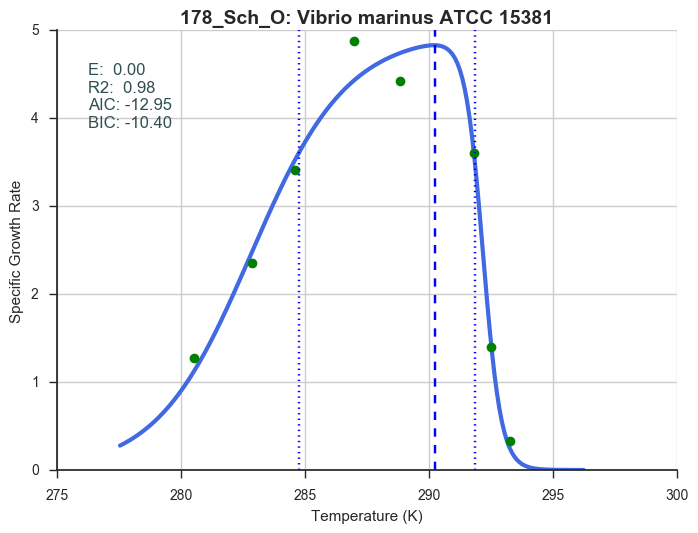 178_Sch_O: Vibrio marinus ATCC 15381
E: 0.00
R2: 0.98
AIC: -12.95
BIC: -10.40
Specific Growth Rate
5
4
3
2
1
0
275 280 285 290 295 300
Temperature (K)